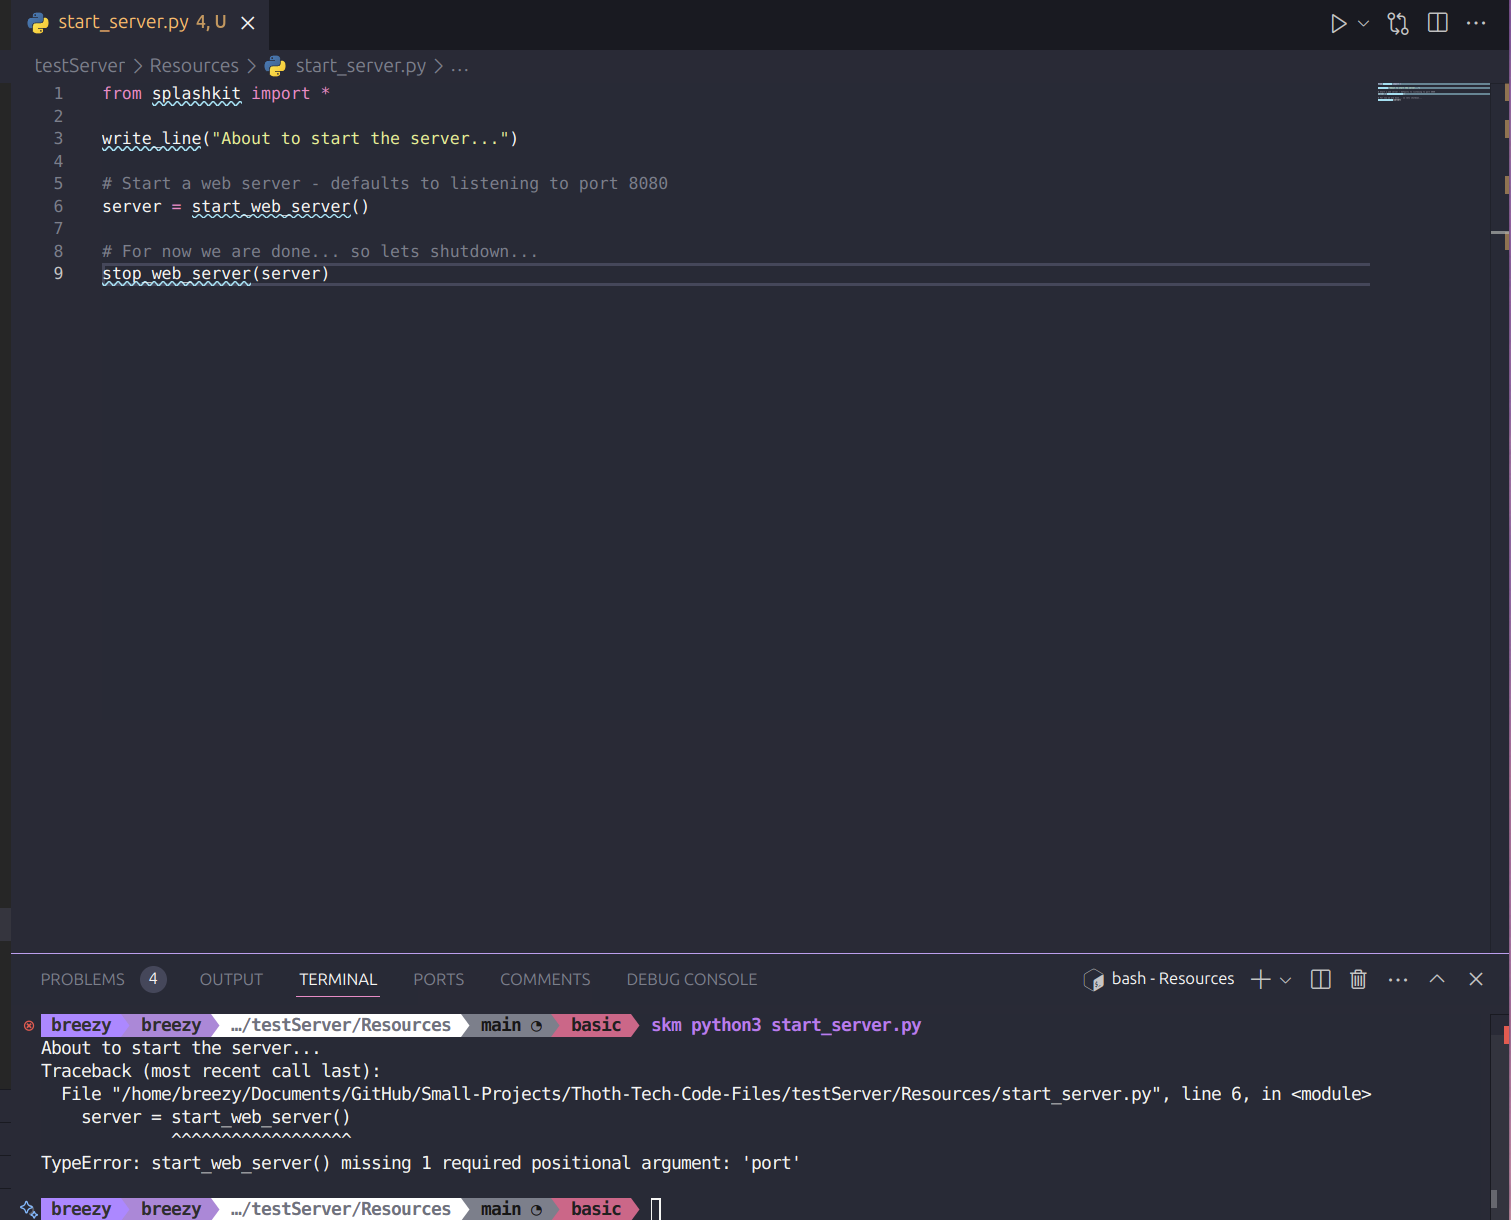 start_server.py 4, U
testServer > Resources > start_server.py > ...
1 from splashkit import *
2
3 write_line("About to start the server...")
4
5 # Start a web server - defaults to listening to port 8080
6 server = start_web_server()
7
8 # For now we are done... so lets shutdown...
9 stop_web_server(server)
PROBLEMS 4 OUTPUT TERMINAL PORTS COMMENTS DEBUG CONSOLE bash - Resources
breezy breezy …/testServer/Resources main basic skm python3 start_server.py
About to start the server...
Traceback (most recent call last):
  File "/home/breezy/Documents/GitHub/Small-Projects/Thoth-Tech-Code-Files/testServer/Resources/start_server.py", line 6, in <module>
    server = start_web_server()
             ^^^^^^^^^^^^^^^^^^
TypeError: start_web_server() missing 1 required positional argument: 'port'
breezy breezy …/testServer/Resources main basic